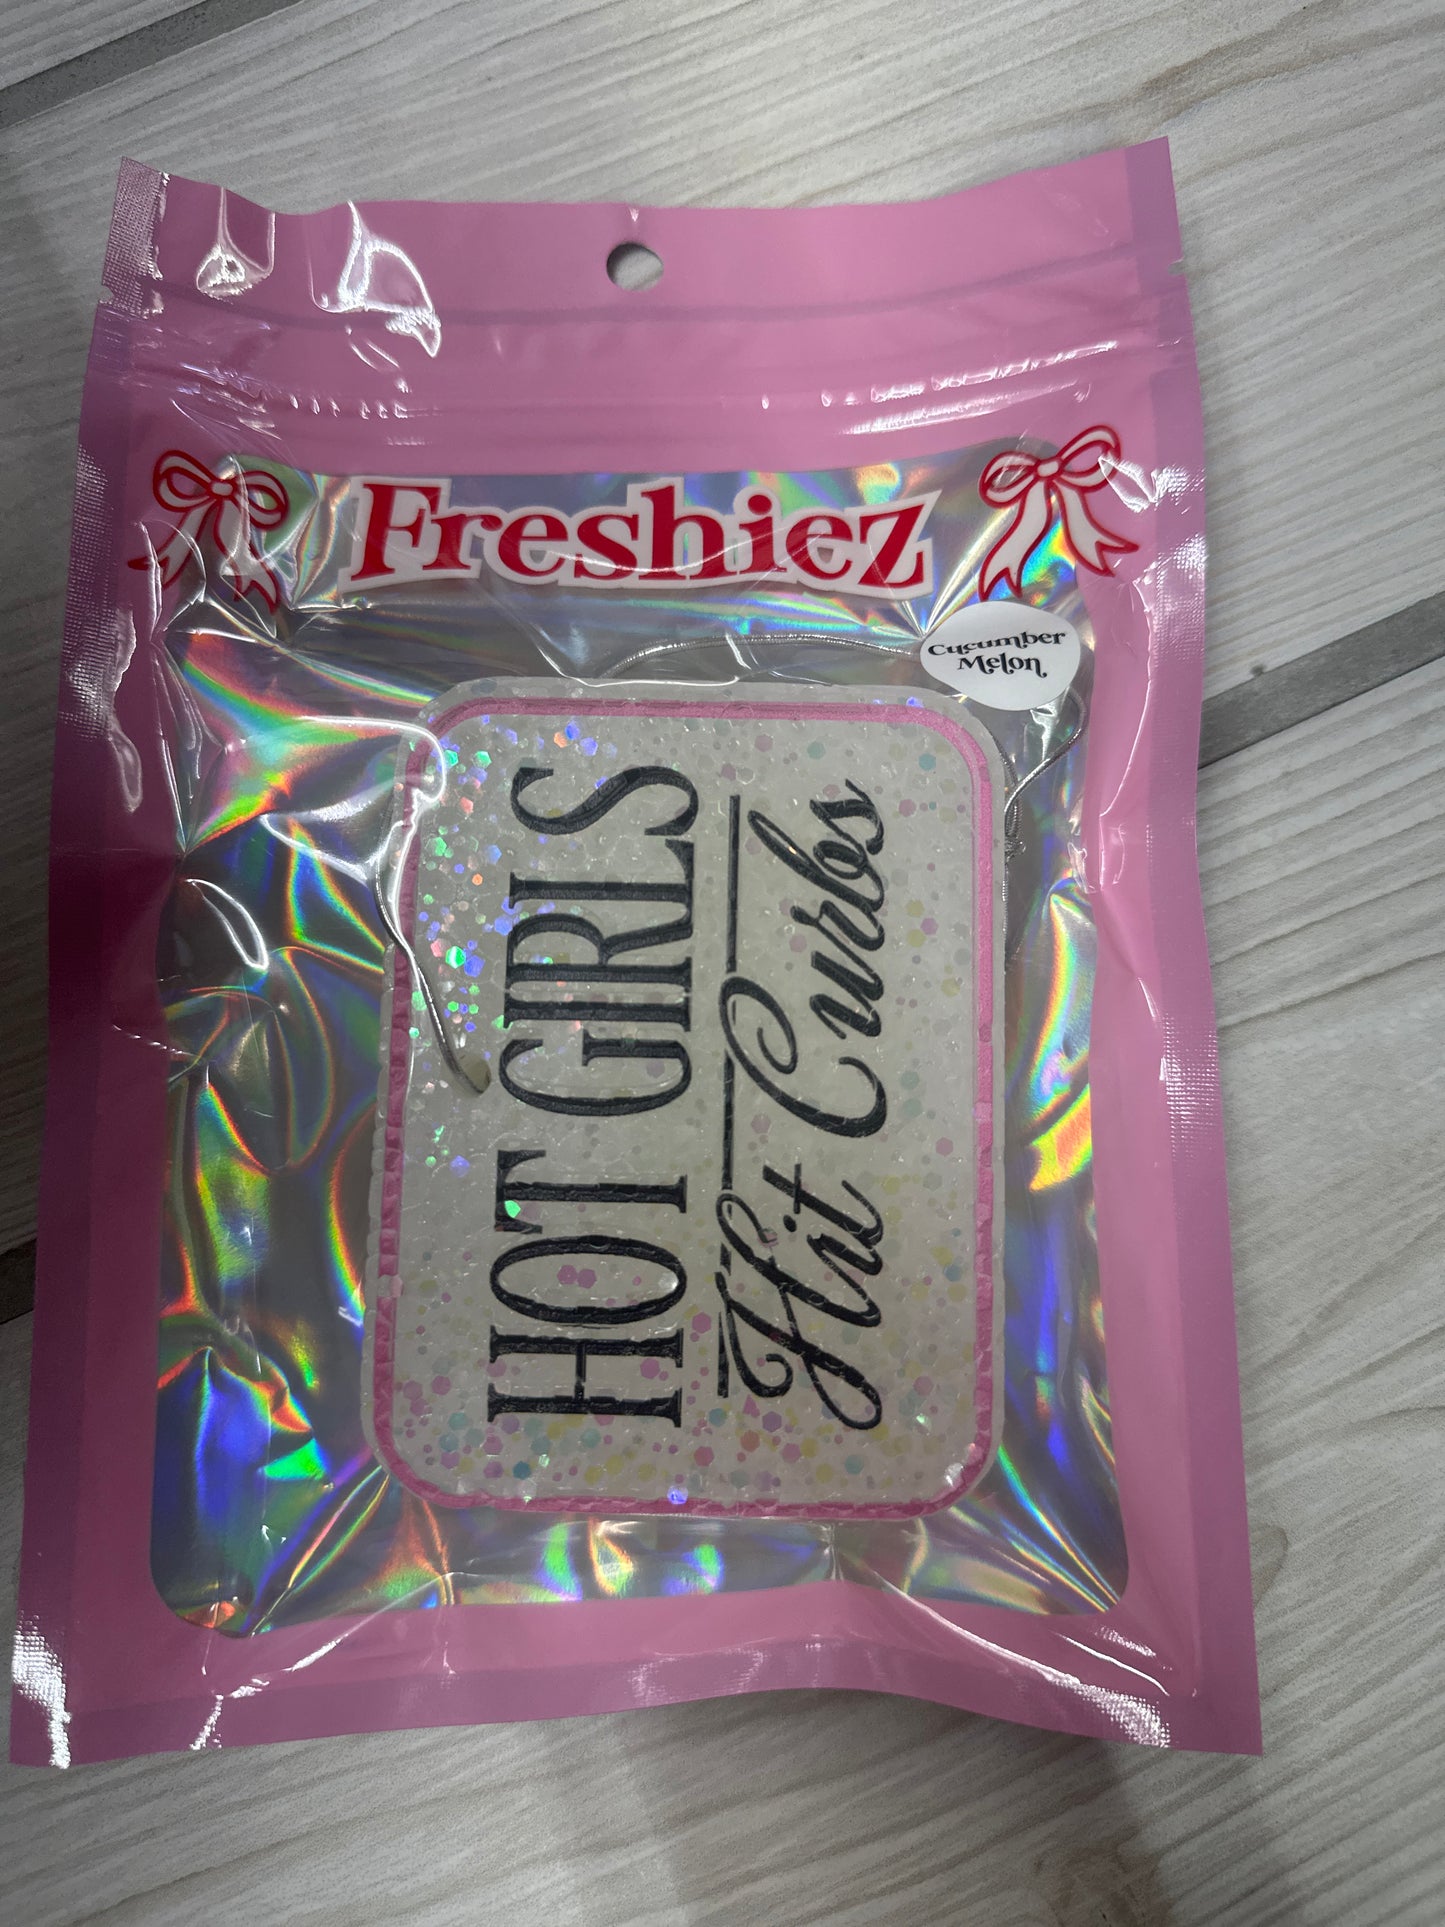 Freshiez
Cucumber
Melon
HOT GIRLS
Hit Curbs